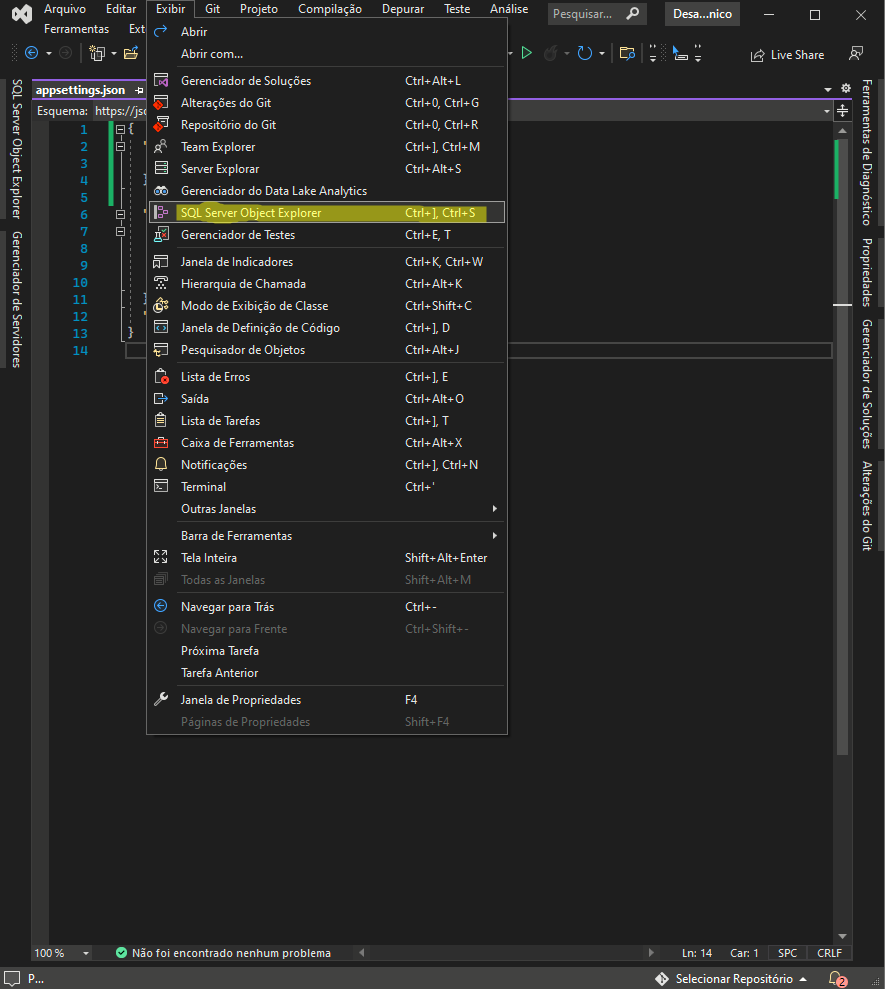 Arquivo Editar Exibir Git Projeto Compilação Depurar Teste Análise Pesquisar... Desa...nico
Ferramentas Ext
Abrir
Abrir com...
Live Share
Gerenciador de Soluções Ctrl+Alt+L
Alterações do Git Ctrl+0, Ctrl+G
Repositório do Git Ctrl+0, Ctrl+R
Team Explorer Ctrl+], Ctrl+M
Server Explorar Ctrl+Alt+S
Gerenciador do Data Lake Analytics
SQL Server Object Explorer Ctrl+], Ctrl+S
Gerenciador de Testes Ctrl+E, T
Janela de Indicadores Ctrl+K, Ctrl+W
Hierarquia de Chamada Ctrl+Alt+K
Modo de Exibição de Classe Ctrl+Shift+C
Janela de Definição de Código Ctrl+], D
Pesquisador de Objetos Ctrl+Alt+J
Lista de Erros Ctrl+], E
Saída Ctrl+Alt+O
Lista de Tarefas Ctrl+], T
Caixa de Ferramentas Ctrl+Alt+X
Notificações Ctrl+], Ctrl+N
Terminal Ctrl+'
Outras Janelas
Barra de Ferramentas
Tela Inteira Shift+Alt+Enter
Todas as Janelas Shift+Alt+M
Navegar para Trás Ctrl+-
Navegar para Frente Ctrl+Shift+-
Próxima Tarefa
Tarefa Anterior
Janela de Propriedades F4
Páginas de Propriedades Shift+F4
SQL Server Object Explorer
Gerenciador de Servidores
appsettings.json
Esquema: https://jsc
1 {
2 "
3
4 }
5
6 "
7 "
8
9
10
11 }
12 "
13 }
14
Ferramentas de Diagnóstico
Propriedades
Gerenciador de Soluções
Alterações do Git
100 % Não foi encontrado nenhum problema Ln: 14 Car: 1 SPC CRLF
P... Selecionar Repositório 2